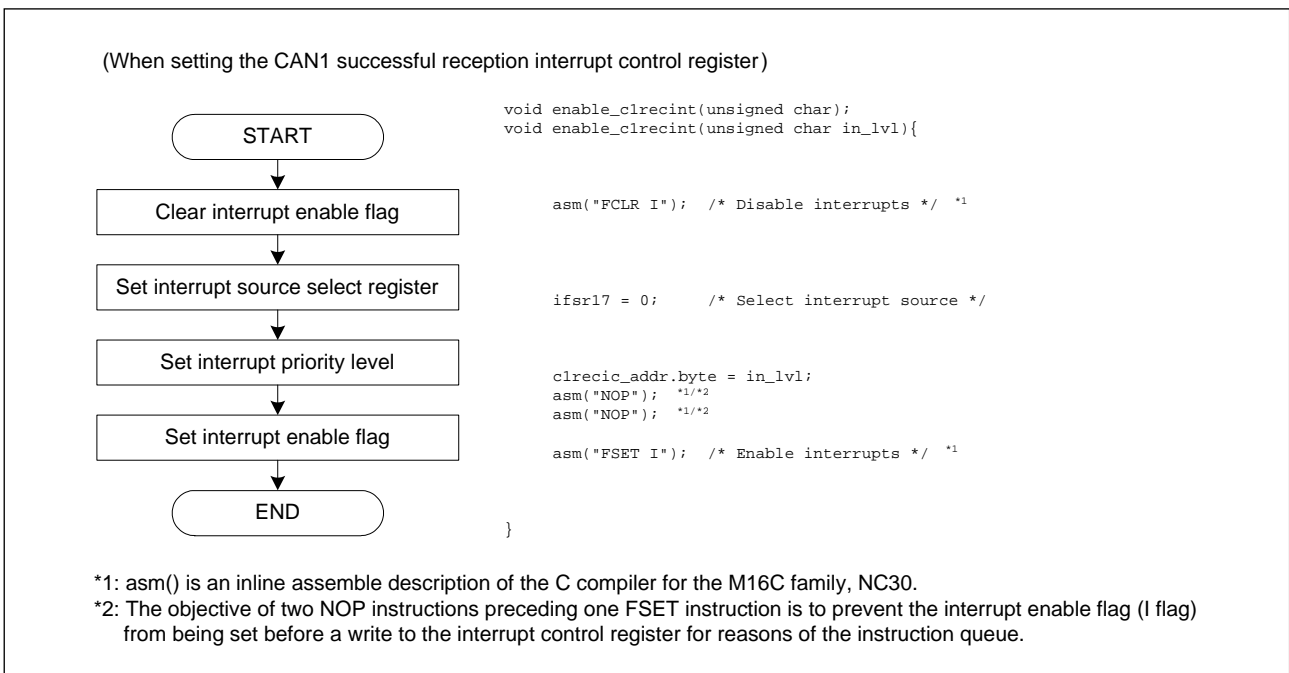 (When setting the CAN1 successful reception interrupt control register)
START
Clear interrupt enable flag
Set interrupt source select register
Set interrupt priority level
Set interrupt enable flag
END
void enable_c1recint(unsigned char);
void enable_c1recint(unsigned char in_lvl){
asm("FCLR I"); /* Disable interrupts */ *1
ifsr17 = 0; /* Select interrupt source */
c1recic_addr.byte = in_lvl;
asm("NOP"); *1/*2
asm("NOP"); *1/*2
asm("FSET I"); /* Enable interrupts */ *1
}
*1: asm() is an inline assemble description of the C compiler for the M16C family, NC30.
*2: The objective of two NOP instructions preceding one FSET instruction is to prevent the interrupt enable flag (I flag)
from being set before a write to the interrupt control register for reasons of the instruction queue.